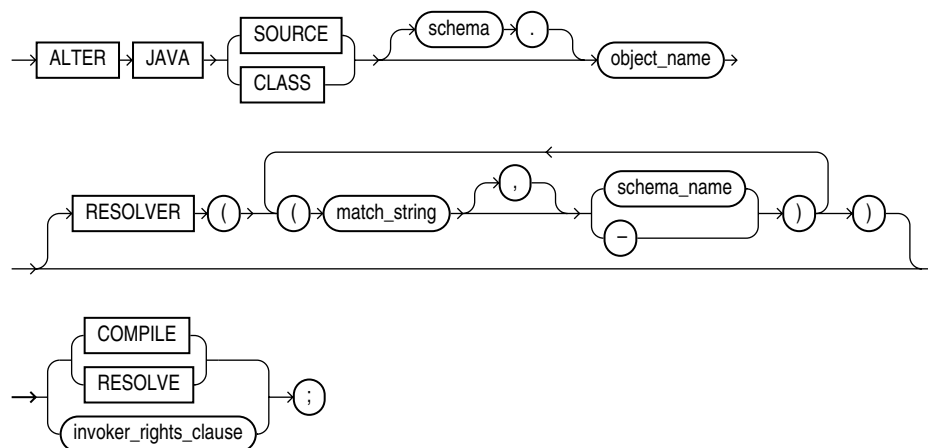 SOURCE schema .
ALTER JAVA object_name
CLASS
, schema_name
RESOLVER ( ( match_string ) )
–
COMPILE
RESOLVE ;
invoker_rights_clause